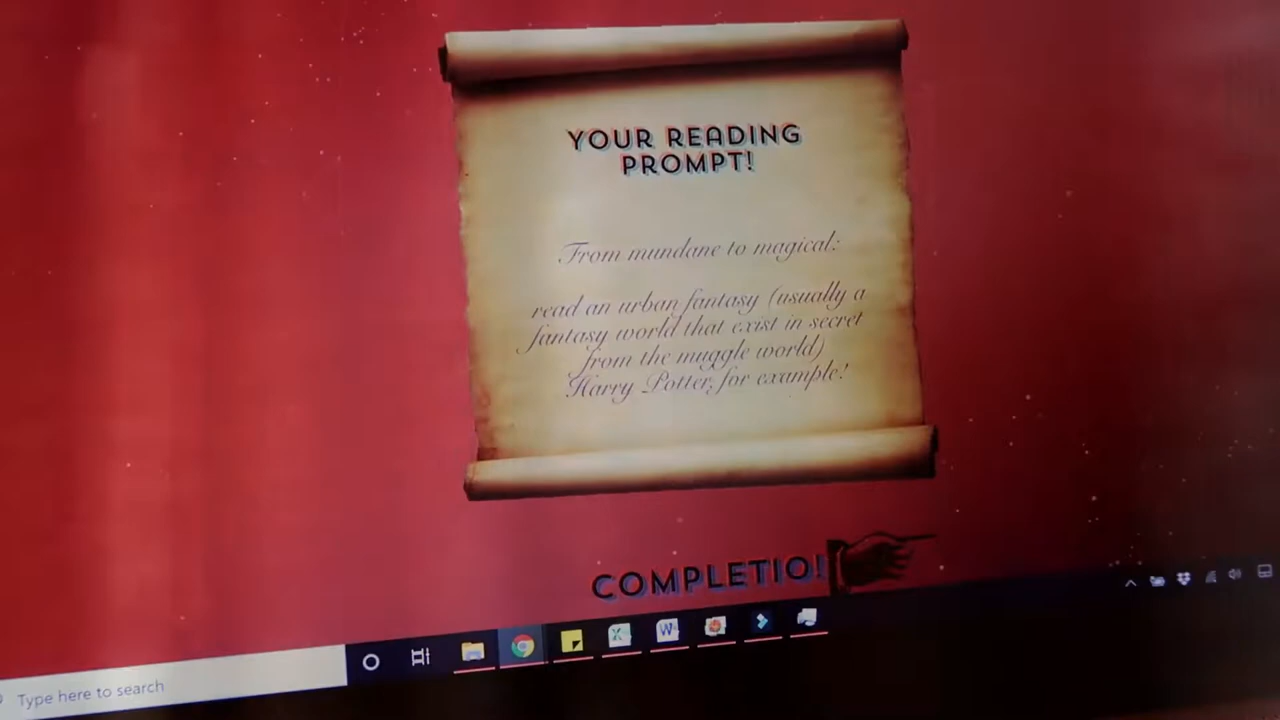 YOUR READING
PROMPT!
From mundane to magical:
read an urban fantasy (usually a
fantasy world that exist in secret
from the muggle world)
Harry Potter, for example!
COMPLETIO!
Type here to search